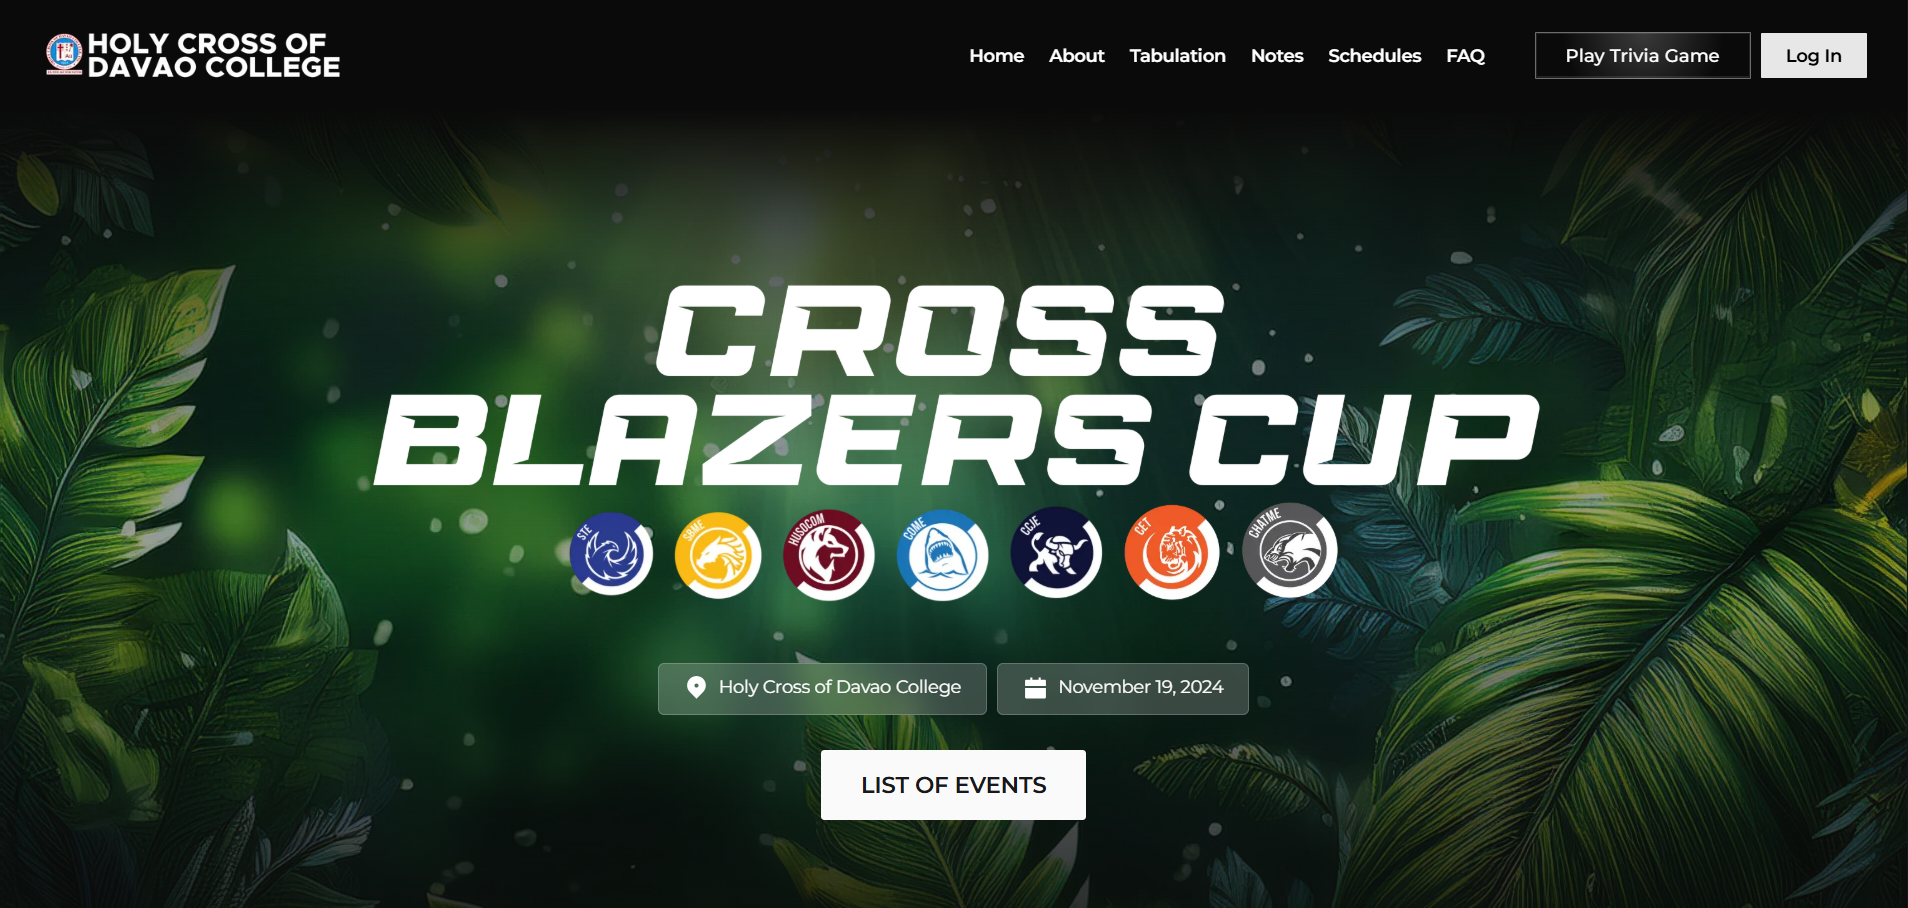 HOLY CROSS OF
DAVAO COLLEGE
Home About Tabulation Notes Schedules FAQ Play Trivia Game Log In
CROSS
BLAZERS CUP
STE SBME HUSOCOM COME CCJE CET CHATME
Holy Cross of Davao College November 19, 2024
LIST OF EVENTS